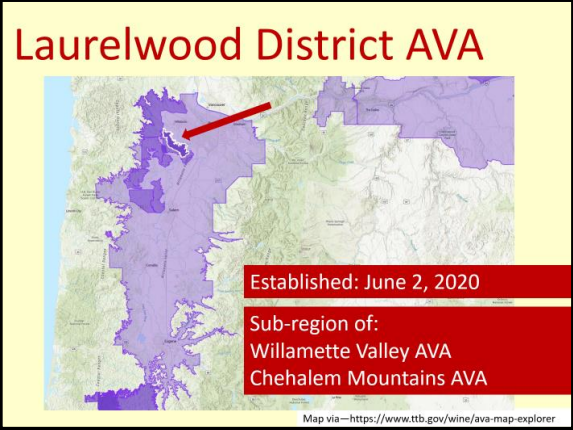 Laurelwood District AVA
Established: June 2, 2020
Sub-region of:
Willamette Valley AVA
Chehalem Mountains AVA
Map via—https://www.ttb.gov/wine/ava-map-explorer